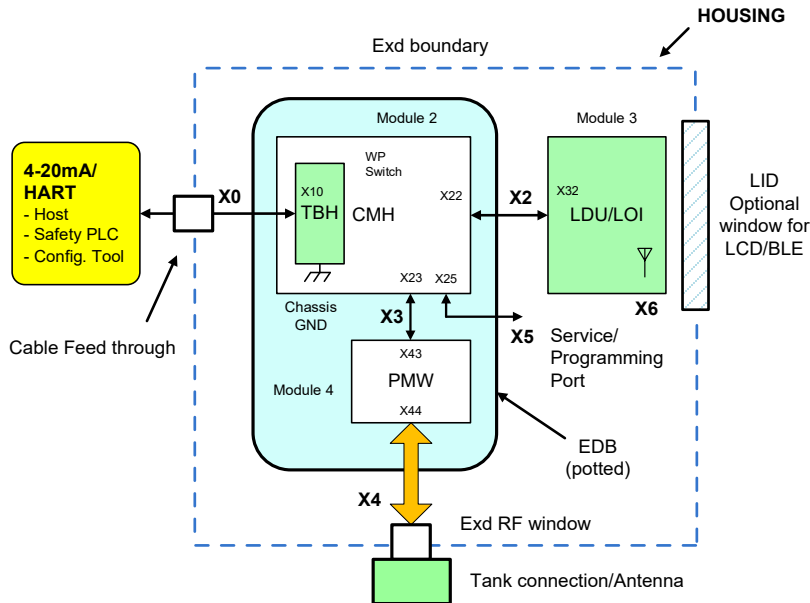 HOUSING
Exd boundary
Module 2
Module 3
4-20mA/
HART
- Host
- Safety PLC
- Config. Tool
X0
WP
Switch
X10
TBH
CMH
X22
X2
X32
LDU/LOI
X6
LID
Optional
window for
LCD/BLE
X23
X25
Chassis
GND
X3
X5
Service/
Programming
Port
Cable Feed through
Module 4
X43
PMW
X44
EDB
(potted)
X4
Exd RF window
Tank connection/Antenna